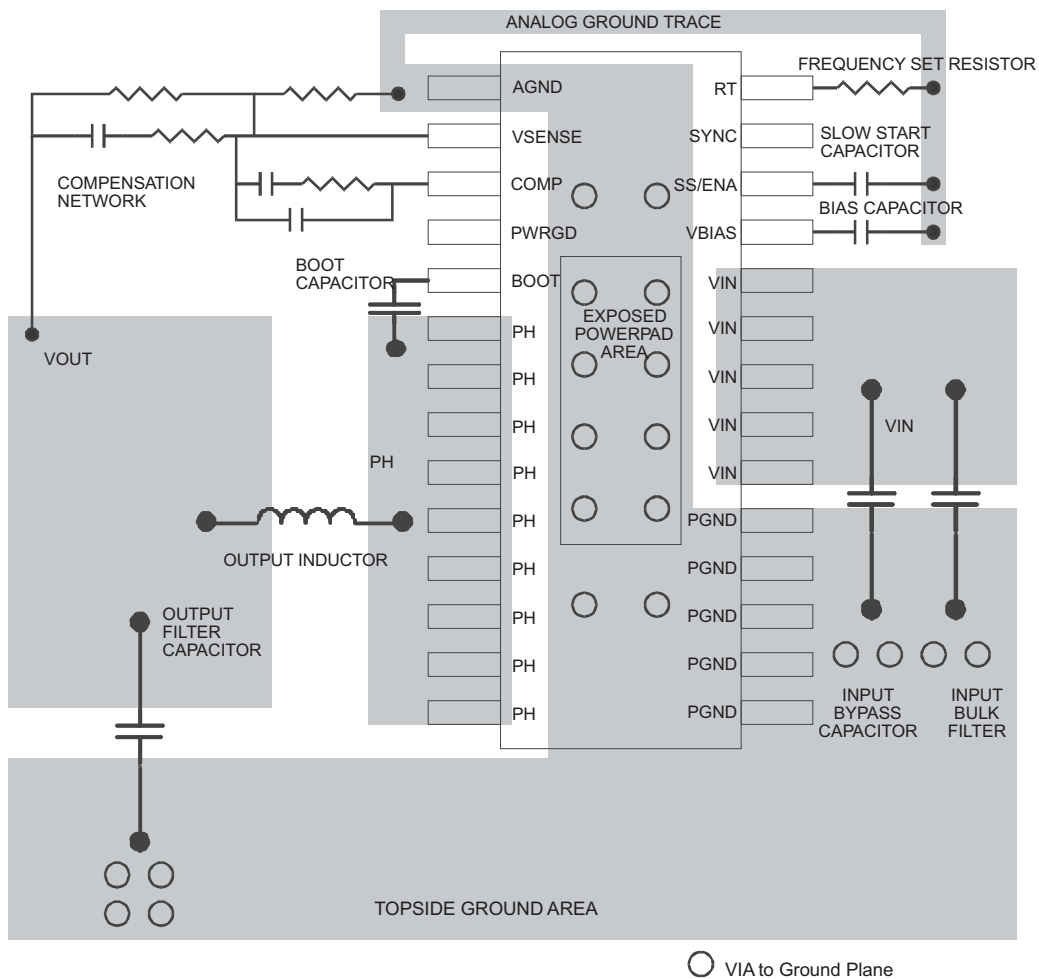 ANALOG GROUND TRACE
FREQUENCY SET RESISTOR
AGND
RT
VSENSE
SYNC
SLOW START
CAPACITOR
COMPENSATION
NETWORK
COMP
SS/ENA
BIAS CAPACITOR
PWRGD
VBIAS
BOOT
CAPACITOR
BOOT
VIN
EXPOSED
POWERPAD
AREA
PH
VIN
VOUT
PH
VIN
PH
VIN
VIN
PH
PH
VIN
PH
PGND
OUTPUT INDUCTOR
PH
PGND
OUTPUT
FILTER
CAPACITOR
PH
PGND
PH
PGND
PH
PGND
INPUT
BYPASS
CAPACITOR
INPUT
BULK
FILTER
TOPSIDE GROUND AREA
VIA to Ground Plane